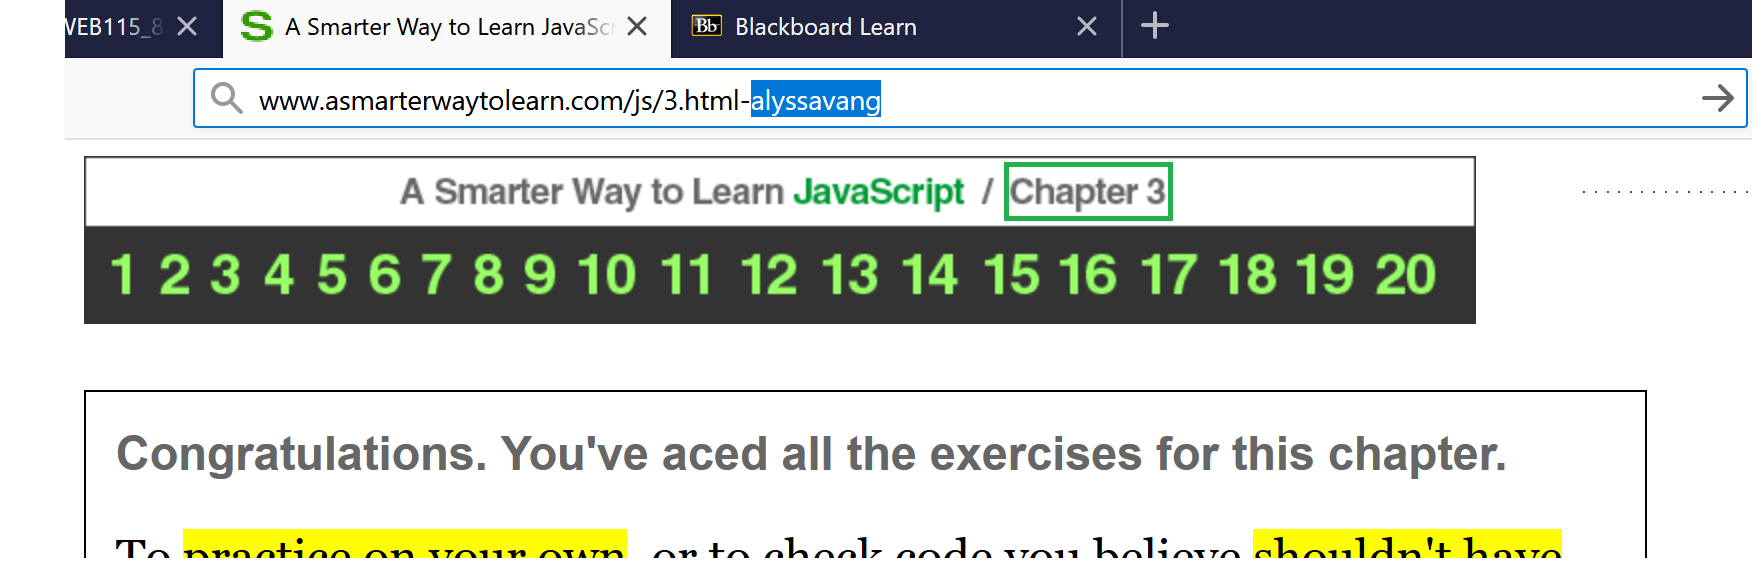 WEB115_8 A Smarter Way to Learn JavaScr Bb Blackboard Learn
www.asmarterwaytolearn.com/js/3.html-alyssavang
A Smarter Way to Learn JavaScript / Chapter 3
1 2 3 4 5 6 7 8 9 10 11 12 13 14 15 16 17 18 19 20
Congratulations. You've aced all the exercises for this chapter.
To practice on your own, or to check code you believe shouldn't have